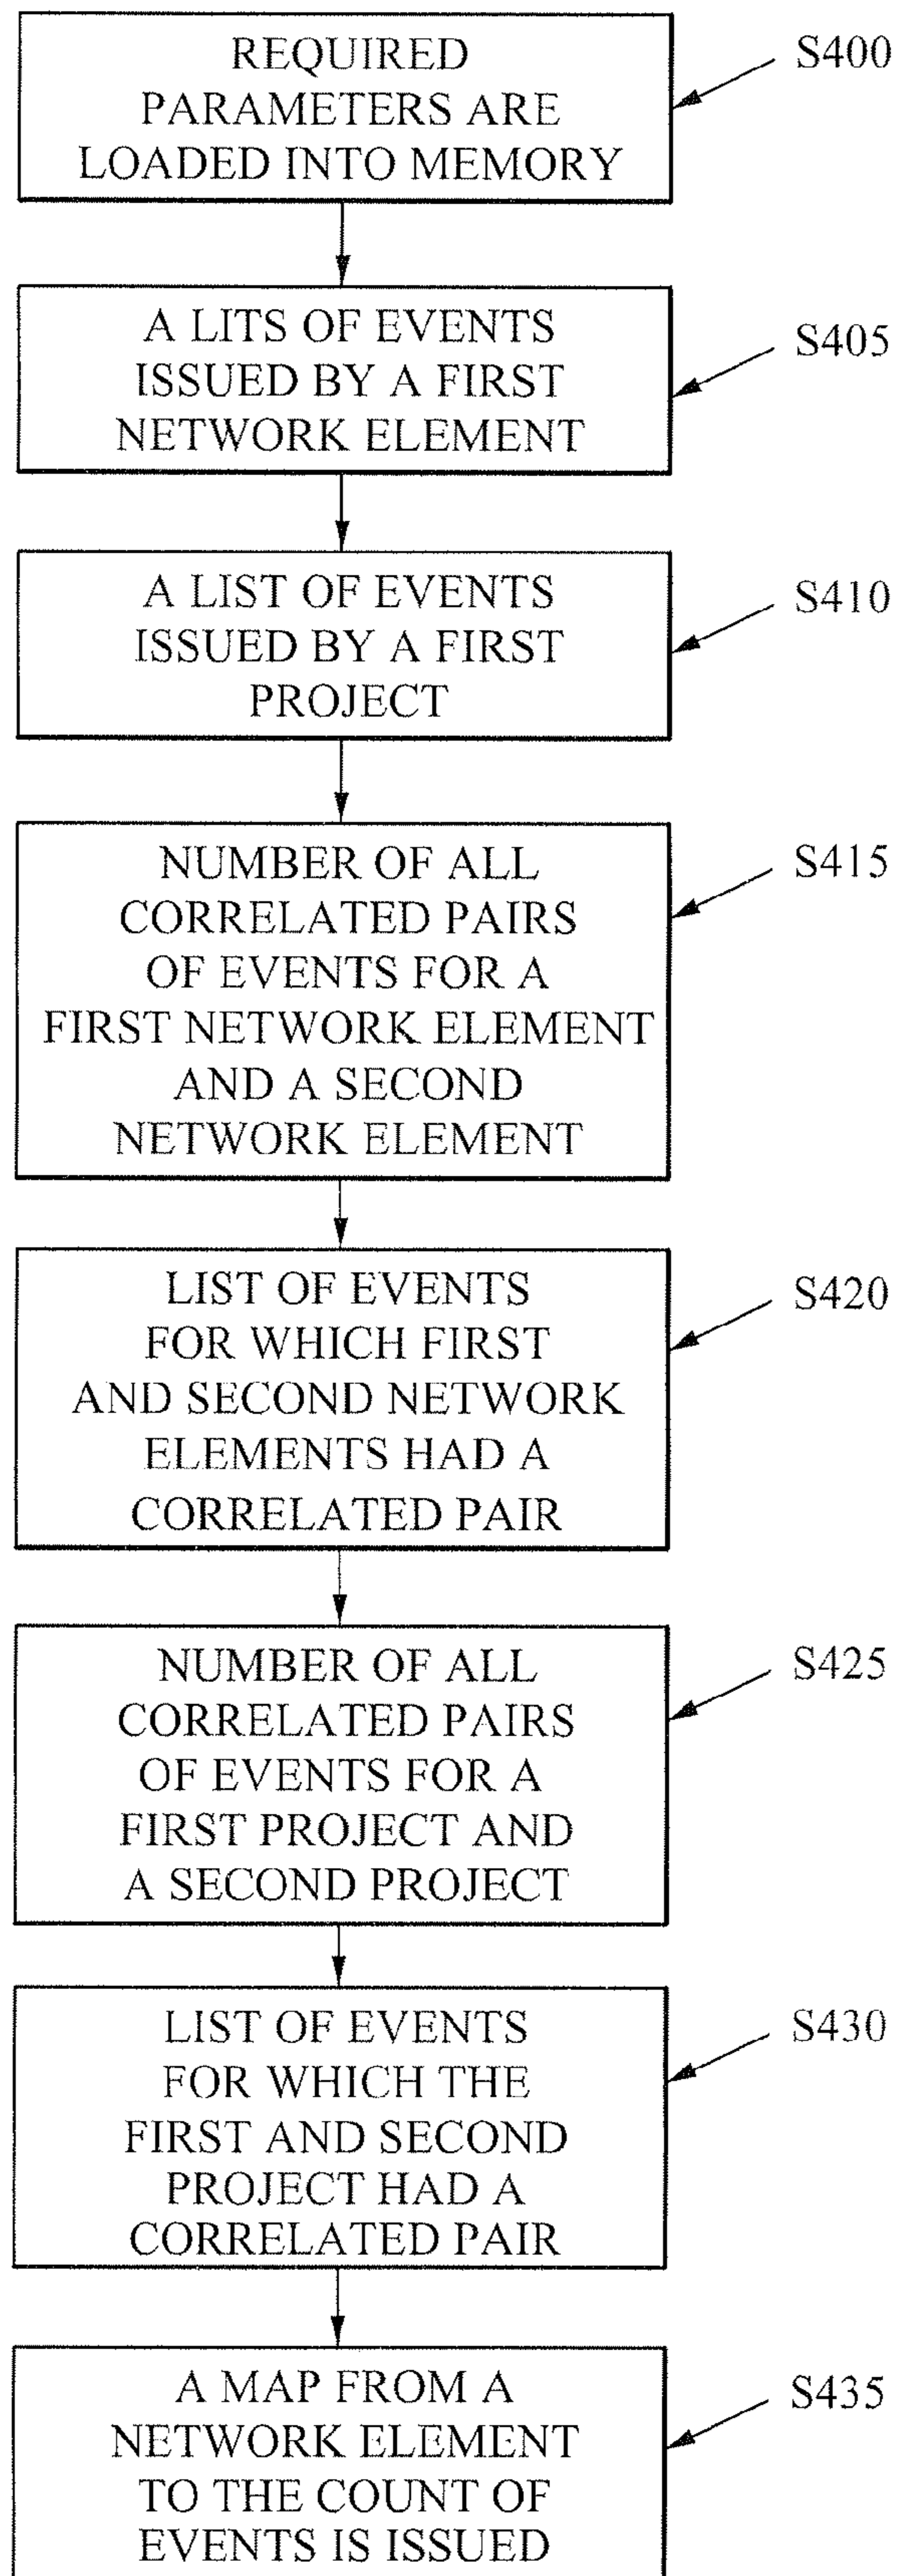 REQUIRED
PARAMETERS ARE
LOADED INTO MEMORY
S400
A LITS OF EVENTS
ISSUED BY A FIRST
NETWORK ELEMENT
S405
A LIST OF EVENTS
ISSUED BY A FIRST
PROJECT
S410
NUMBER OF ALL
CORRELATED PAIRS
OF EVENTS FOR A
FIRST NETWORK ELEMENT
AND A SECOND
NETWORK ELEMENT
S415
LIST OF EVENTS
FOR WHICH FIRST
AND SECOND NETWORK
ELEMENTS HAD A
CORRELATED PAIR
S420
NUMBER OF ALL
CORRELATED PAIRS
OF EVENTS FOR A
FIRST PROJECT AND
A SECOND PROJECT
S425
LIST OF EVENTS
FOR WHICH THE
FIRST AND SECOND
PROJECT HAD A
CORRELATED PAIR
S430
A MAP FROM A
NETWORK ELEMENT
TO THE COUNT OF
EVENTS IS ISSUED
S435